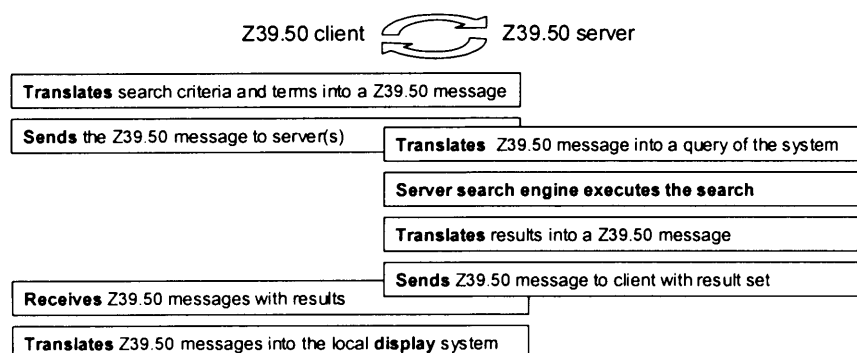 Z39.50 client Z39.50 server
Translates search criteria and terms into a Z39.50 message
Sends the Z39.50 message to server(s)
Translates Z39.50 message into a query of the system
Server search engine executes the search
Translates results into a Z39.50 message
Sends Z39.50 message to client with result set
Receives Z39.50 messages with results
Translates Z39.50 messages into the local display system